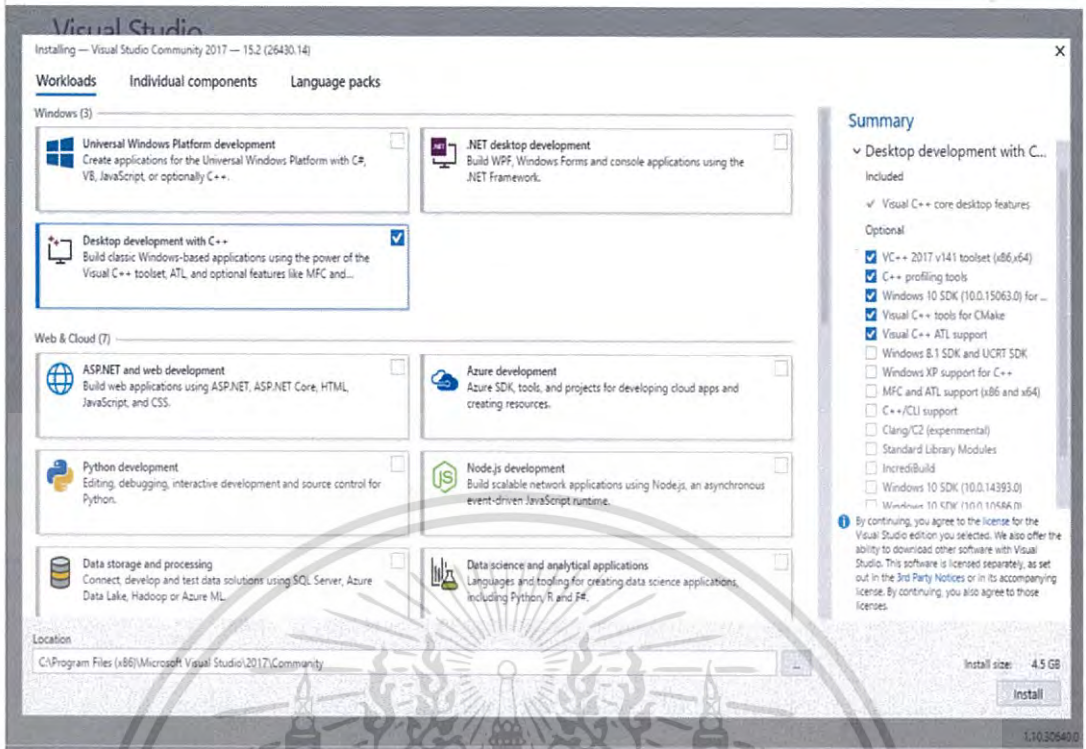 Visual Studio
Installing — Visual Studio Community 2017 — 15.2 (26430.14)
X
Workloads
Individual components
Language packs
Windows (3)
Universal Windows Platform development
Create applications for the Universal Windows Platform with C#,
VB, JavaScript, or optionally C++.
.NET
.NET desktop development
Build WPF, Windows Forms and console applications using the
.NET Framework.
Desktop development with C++
Build classic Windows-based applications using the power of the
Visual C++ toolset, ATL, and optional features like MFC and...
Web & Cloud (7)
ASP.NET and web development
Build web applications using ASP.NET, ASP.NET Core, HTML,
JavaScript, and CSS.
Azure development
Azure SDK, tools, and projects for developing cloud apps and
creating resources.
Python development
Editing, debugging, interactive development and source control for
Python.
JS
Node.js development
Build scalable network applications using Node.js, an asynchronous
event-driven JavaScript runtime.
Data storage and processing
Connect, develop and test data solutions using SQL Server, Azure
Data Lake, Hadoop or Azure ML.
Data science and analytical applications
Languages and tooling for creating data science applications,
including Python, R and F#.
Location
C:\Program Files (x86)\Microsoft Visual Studio\2017\Community
...
Summary
Desktop development with C...
Included
Visual C++ core desktop features
Optional
VC++ 2017 v141 toolset (x86,x64)
C++ profiling tools
Windows 10 SDK (10.0.15063.0) for ...
Visual C++ tools for CMake
Visual C++ ATL support
Windows 8.1 SDK and UCRT SDK
Windows XP support for C++
MFC and ATL support (x86 and x64)
C++/CLI support
Clang/C2 (experimental)
Standard Library Modules
IncrediBuild
Windows 10 SDK (10.0.14393.0)
Windows 10 SDK (10.0.10586.0)
By continuing, you agree to the license for the
Visual Studio edition you selected. We also offer the
ability to download other software with Visual
Studio. This software is licensed separately, as set
out in the 3rd Party Notices or in its accompanying
license. By continuing, you also agree to those
licenses.
Install size: 4.5 GB
Install
1.10.30640.0